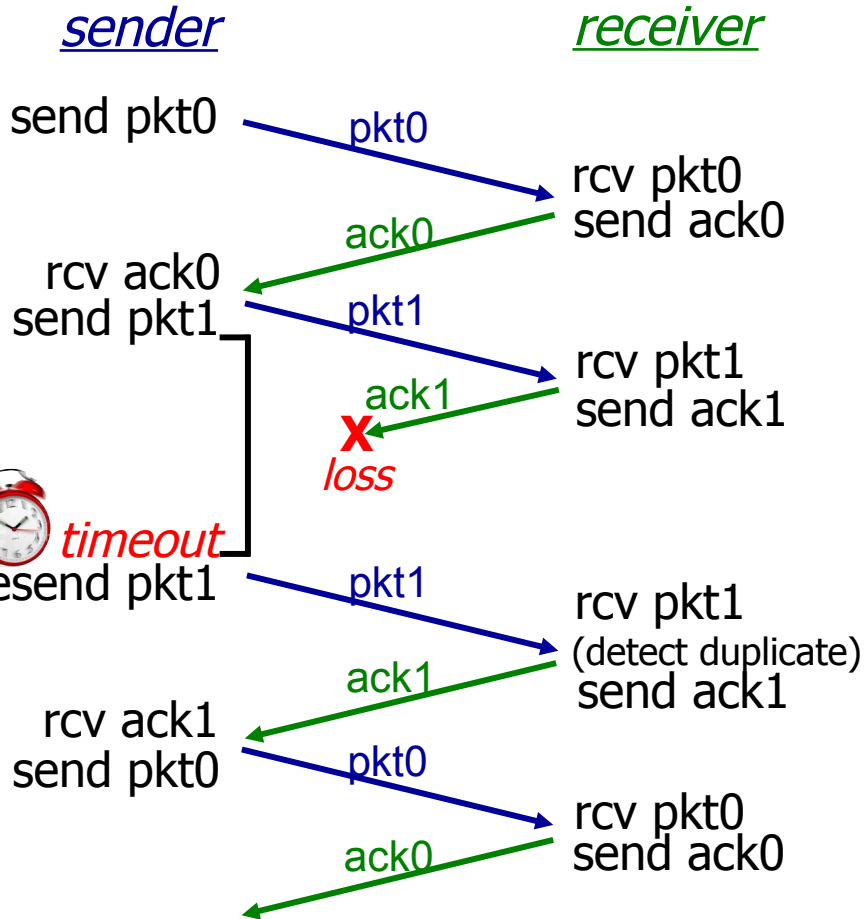 sender
receiver
send pkt0
pkt0
rcv pkt0
send ack0
ack0
rcv ack0
send pkt1
pkt1
rcv pkt1
send ack1
ack1
X
loss
timeout
esend pkt1
pkt1
rcv pkt1
(detect duplicate)
send ack1
ack1
rcv ack1
send pkt0
pkt0
rcv pkt0
send ack0
ack0